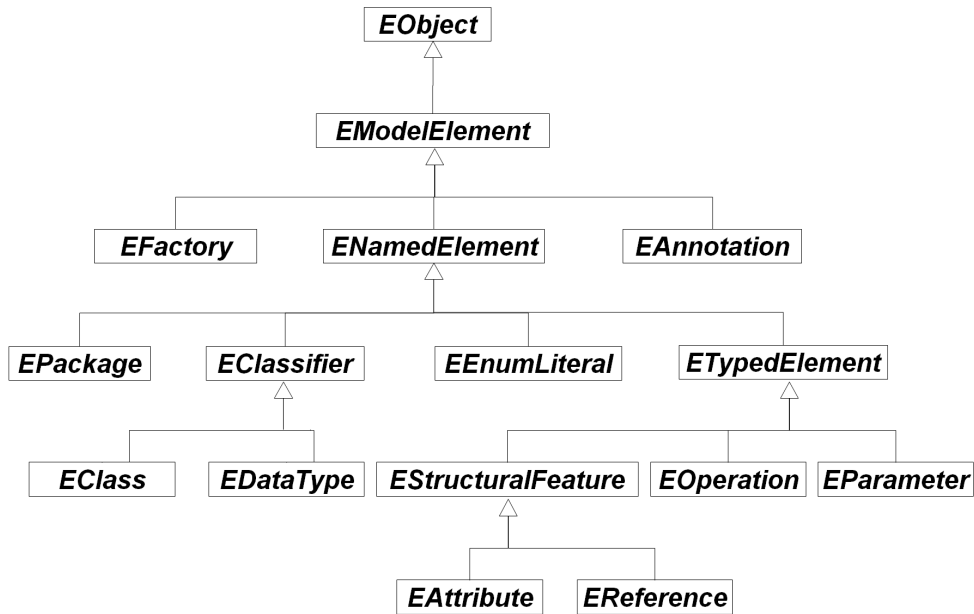 EObject
EModelElement
EFactory
ENamedElement
EAnnotation
EPackage
EClassifier
EEnumLiteral
ETypedElement
EClass
EDataType
EStructuralFeature
EOperation
EParameter
EAttribute
EReference